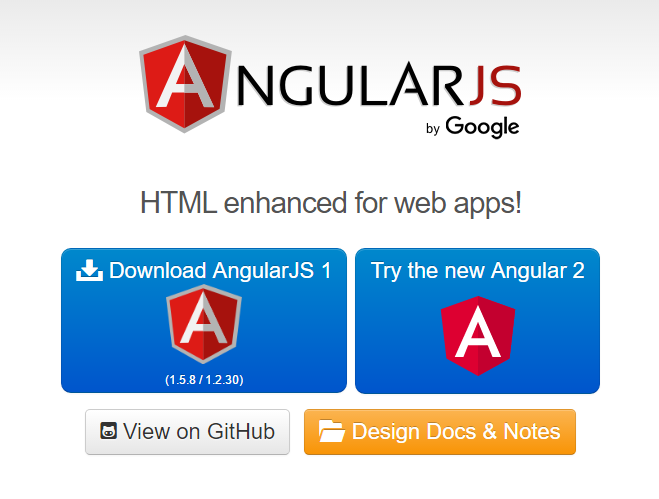 ANGULARJS
by Google
HTML enhanced for web apps!
Download AngularJS 1
A
(1.5.8 / 1.2.30)
Try the new Angular 2
A
View on GitHub
Design Docs & Notes